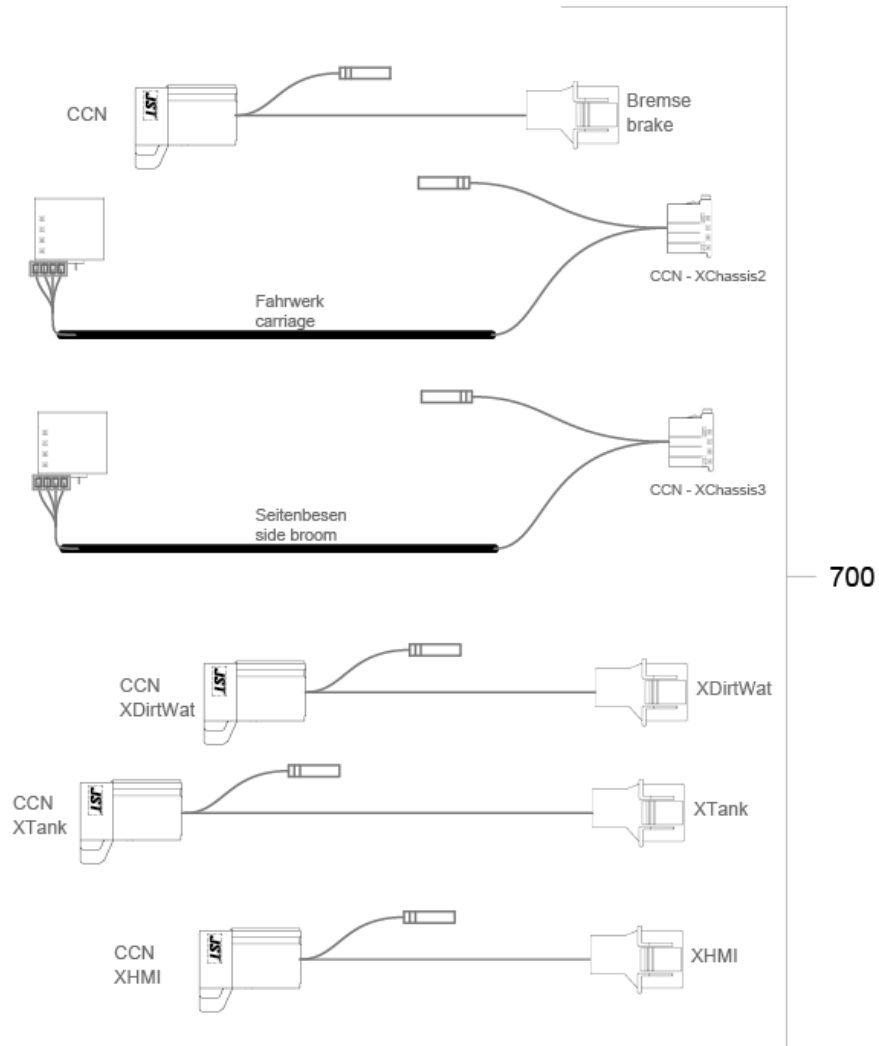 CCN
JST
Bremse
brake
CCN - XChassis2
Fahrwerk
carriage
CCN - XChassis3
Seitenbesen
side broom
700
CCN
XDirtWat
JST
XDirtWat
CCN
XTank
JST
XTank
CCN
XHMI
JST
XHMI